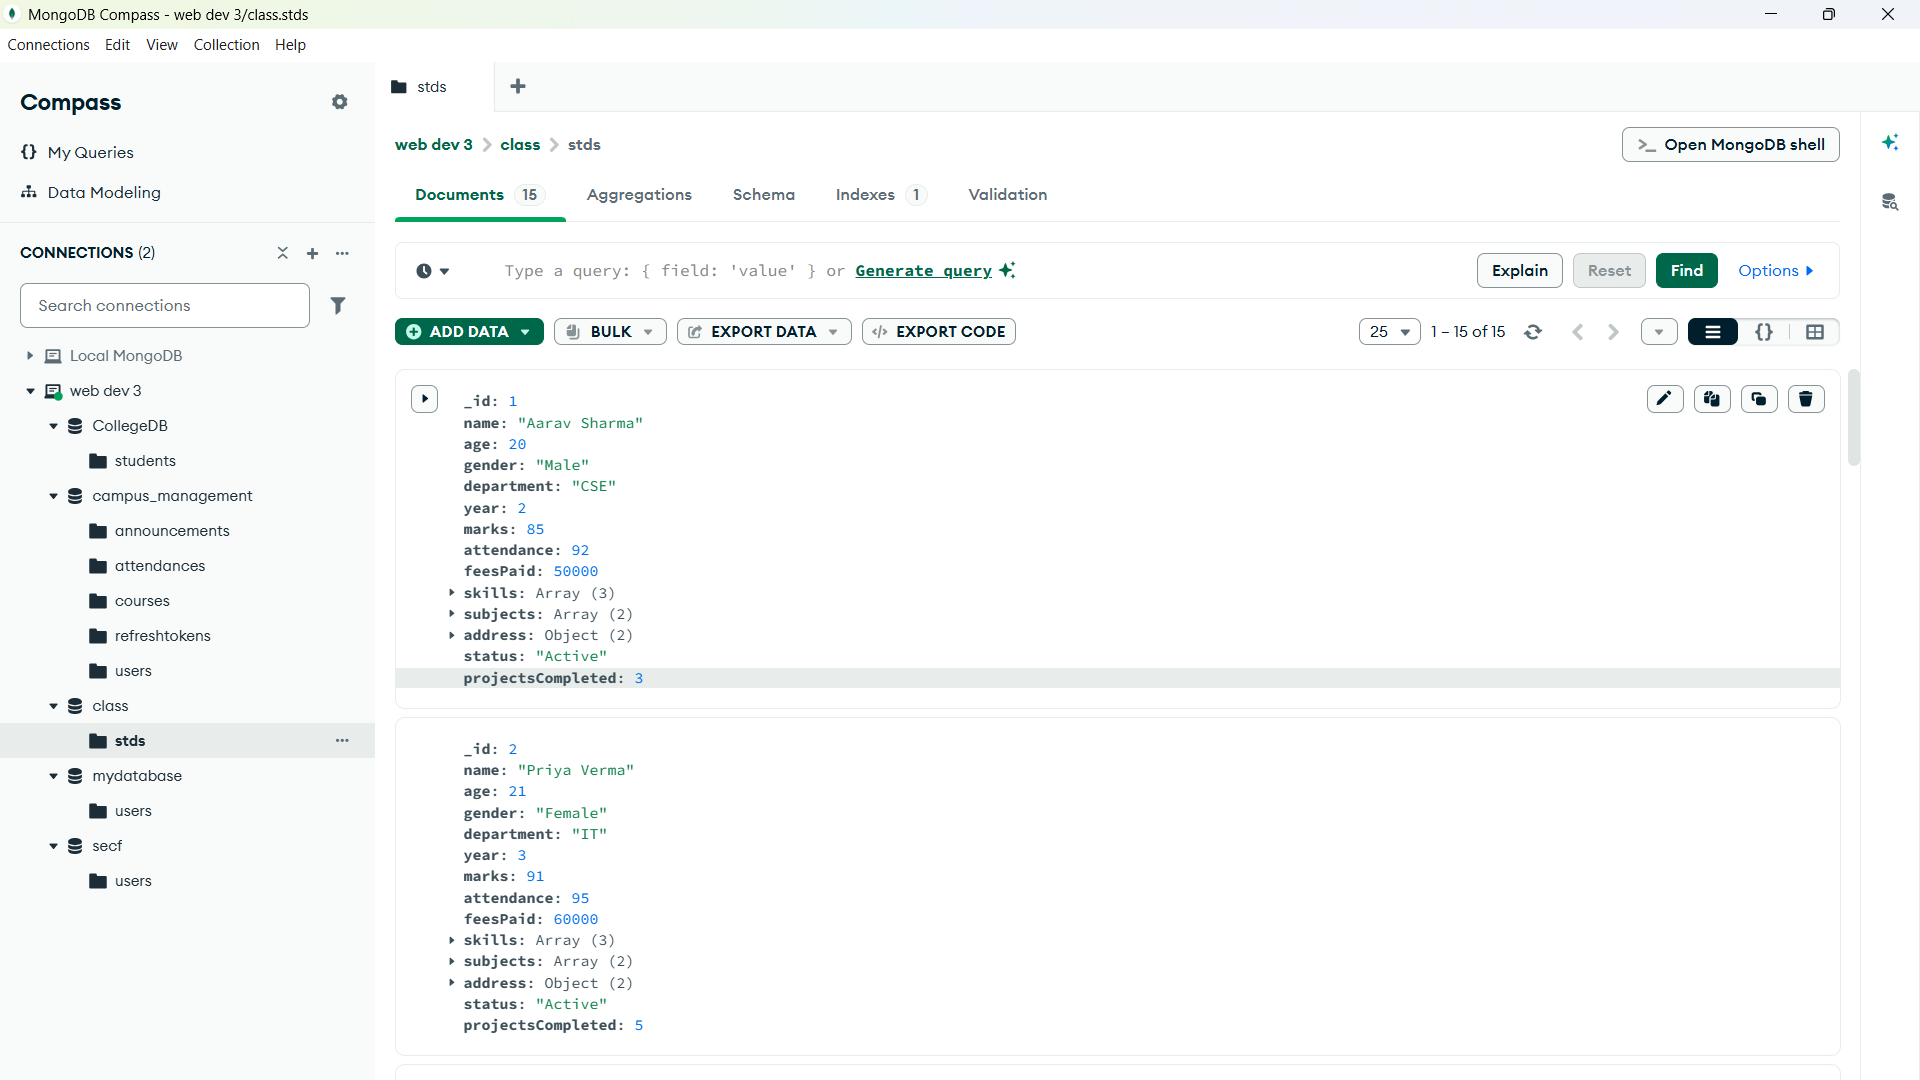 MongoDB Compass - web dev 3/class.stds
Connections Edit View Collection Help
Compass
{} My Queries
Data Modeling
CONNECTIONS (2)
Search connections
Local MongoDB
web dev 3
CollegeDB
students
campus_management
announcements
attendances
courses
refreshtokens
users
class
stds
mydatabase
users
secf
users
stds
web dev 3 > class > stds
>_ Open MongoDB shell
Documents 15 Aggregations Schema Indexes 1 Validation
Type a query: { field: 'value' } or Generate query
Explain Reset Find Options
ADD DATA BULK EXPORT DATA </> EXPORT CODE
25 1 – 15 of 15 {}
_id: 1
name: "Aarav Sharma"
age: 20
gender: "Male"
department: "CSE"
year: 2
marks: 85
attendance: 92
feesPaid: 50000
skills: Array (3)
subjects: Array (2)
address: Object (2)
status: "Active"
projectsCompleted: 3
_id: 2
name: "Priya Verma"
age: 21
gender: "Female"
department: "IT"
year: 3
marks: 91
attendance: 95
feesPaid: 60000
skills: Array (3)
subjects: Array (2)
address: Object (2)
status: "Active"
projectsCompleted: 5